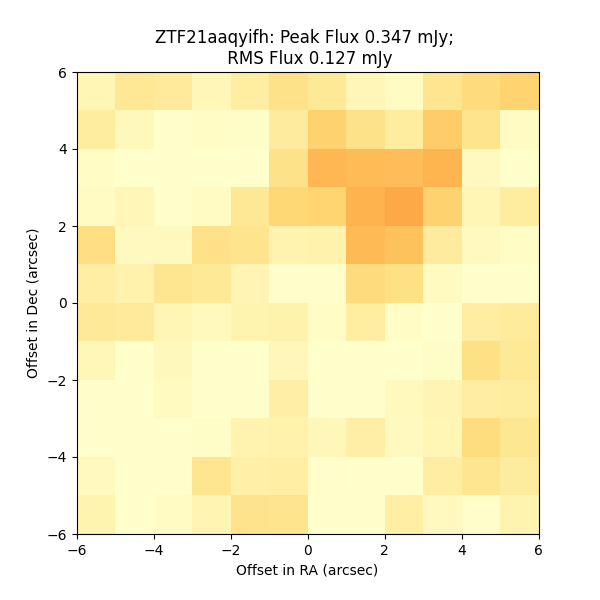 ZTF21aaqyifh: Peak Flux 0.347 mJy;
RMS Flux 0.127 mJy
6
4
2
0
−2
−4
−6
Offset in Dec (arcsec)
−6 −4 −2 0 2 4 6
Offset in RA (arcsec)